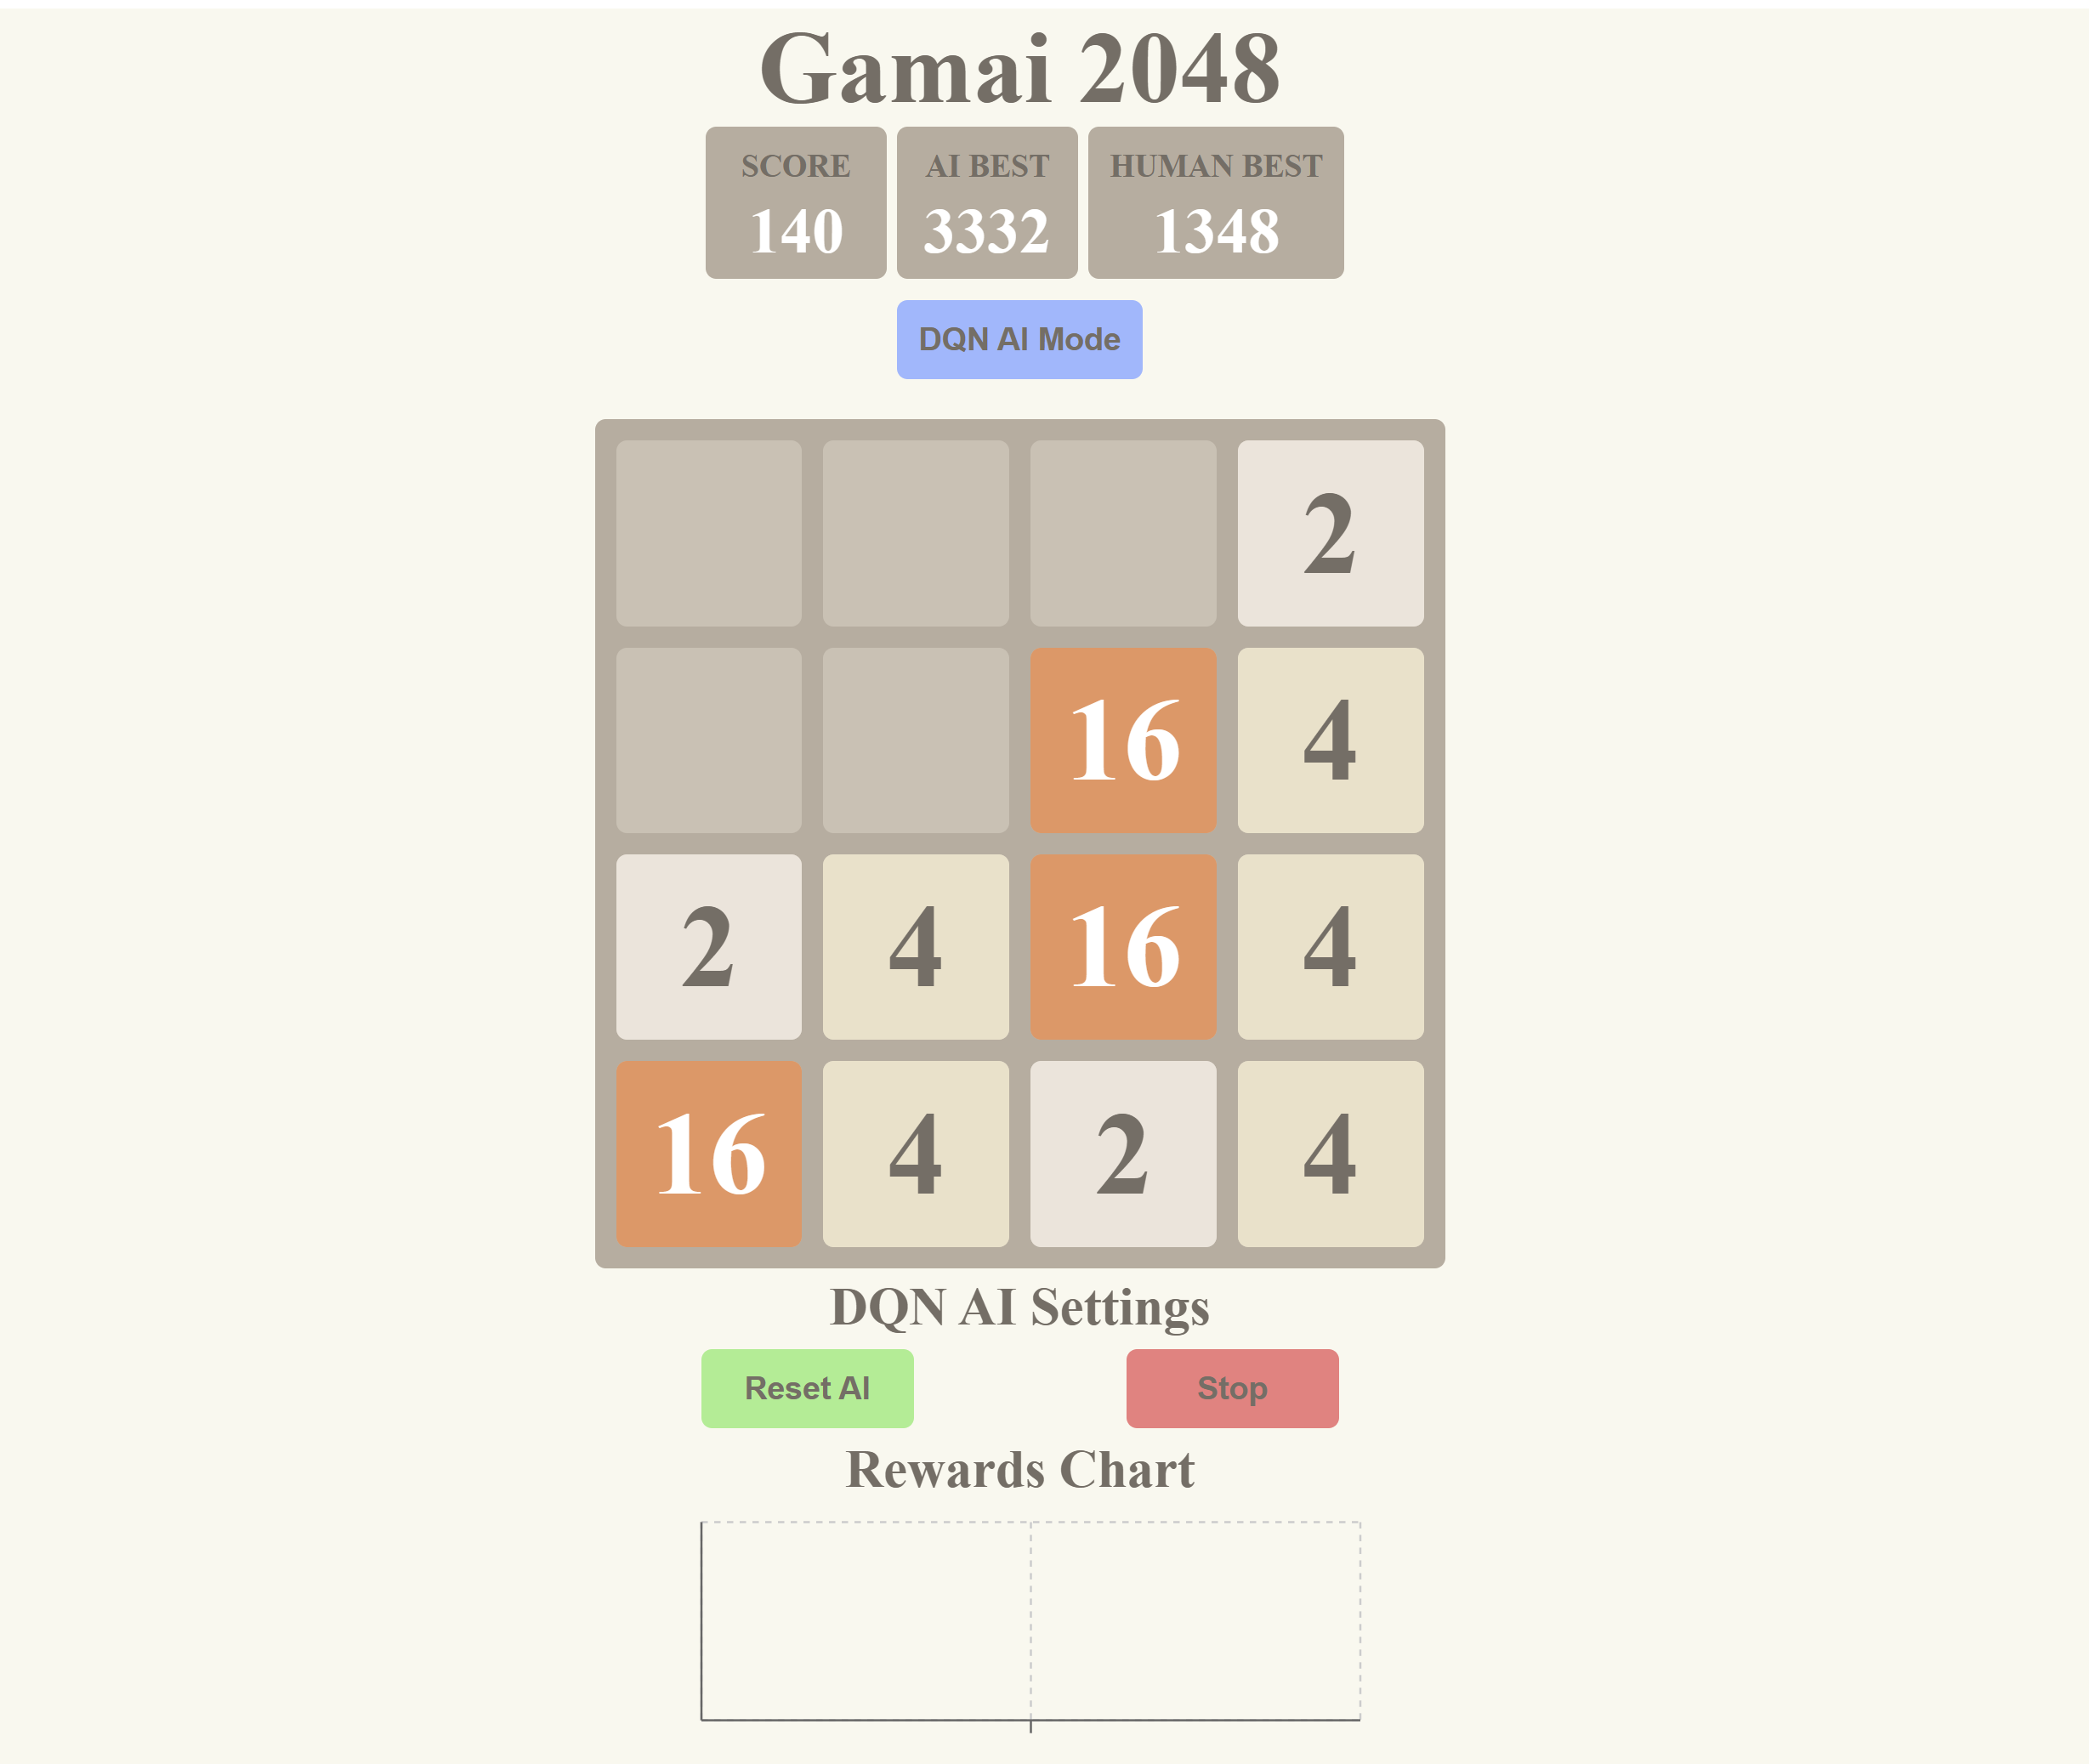 Gamai 2048
SCORE AI BEST HUMAN BEST
140 3332 1348
DQN AI Mode
2
16 4
2 4 16 4
16 4 2 4
DQN AI Settings
Reset AI Stop
Rewards Chart